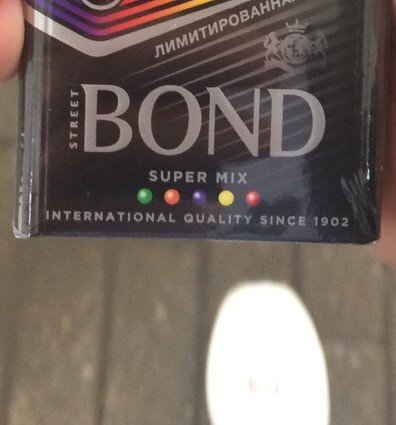 ЛИМИТИРОВАННАЯ
STREET
BOND
SUPER MIX
INTERNATIONAL QUALITY SINCE 1902